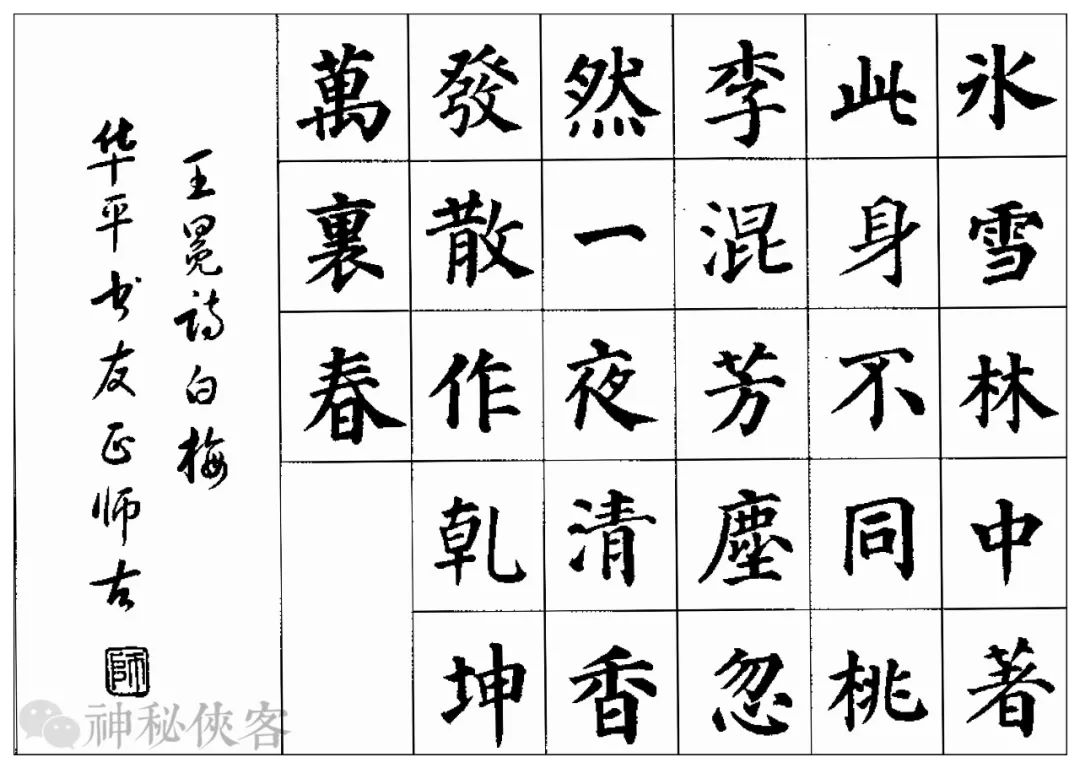 氷雪林中著
此身不同桃
李混芳塵忽
然一夜清香
發散作乾坤
萬裏春
王冕诗白梅
华平书友正师古
師
神秘侠客